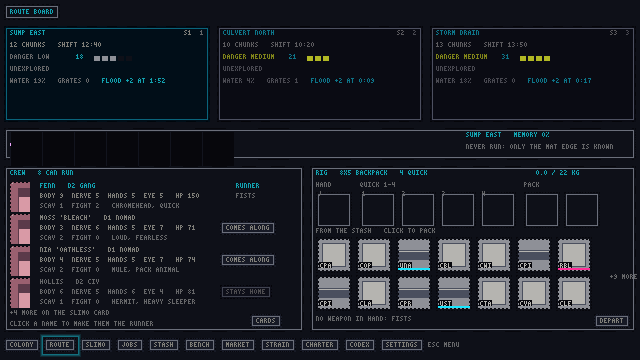 ROUTE BOARD
SUMP EAST S1 1
12 CHUNKS SHIFT 12:40
DANGER LOW 18
UNEXPLORED
WATER 19% GRATES 0 FLOOD +2 AT 1:52
CULVERT NORTH S2 2
10 CHUNKS SHIFT 10:20
DANGER MEDIUM 21
UNEXPLORED
WATER 4% GRATES 1 FLOOD +2 AT 0:09
STORM DRAIN S3 3
13 CHUNKS SHIFT 13:50
DANGER MEDIUM 31
UNEXPLORED
WATER 18% GRATES 0 FLOOD +2 AT 0:17
SUMP EAST MEMORY 0%
NEVER RUN: ONLY THE MAT EDGE IS KNOWN
CREW 8 CAN RUN
FENN D2 GANG RUNNER
BODY 9 NERVE 5 HANDS 5 EYE 5 HP 150 FISTS
SCAV 1 FIGHT 2 CHROMEHEAD, QUICK
MOSS 'BLEACH' D1 NOMAD
BODY 3 NERVE 6 HANDS 6 EYE 7 HP 71 COMES ALONG
SCAV 2 FIGHT 0 LOUD, FEARLESS
NIA 'OATHLESS' D1 NOMAD
BODY 4 NERVE 5 HANDS 6 EYE 7 HP 74 COMES ALONG
SCAV 2 FIGHT 0 MULE, PACK ANIMAL
HOLLIS D2 CIV
BODY 6 NERVE 5 HANDS 6 EYE 4 HP 81 STAYS HOME
SCAV 1 FIGHT 0 HERMIT, HEAVY SLEEPER
+4 MORE ON THE SLIMO CARD
CLICK A NAME TO MAKE THEM THE RUNNER CARDS
RIG 8X5 BACKPACK 4 QUICK 0.0 / 22 KG
HAND QUICK 1-4 PACK
FROM THE STASH CLICK TO PACK
+9 MORE
NO WEAPON IN HAND: FISTS
DEPART
COLONY ROUTE SLIMO JOBS STASH BENCH MARKET STRAIN CHARTER CODEX SETTINGS ESC MENU